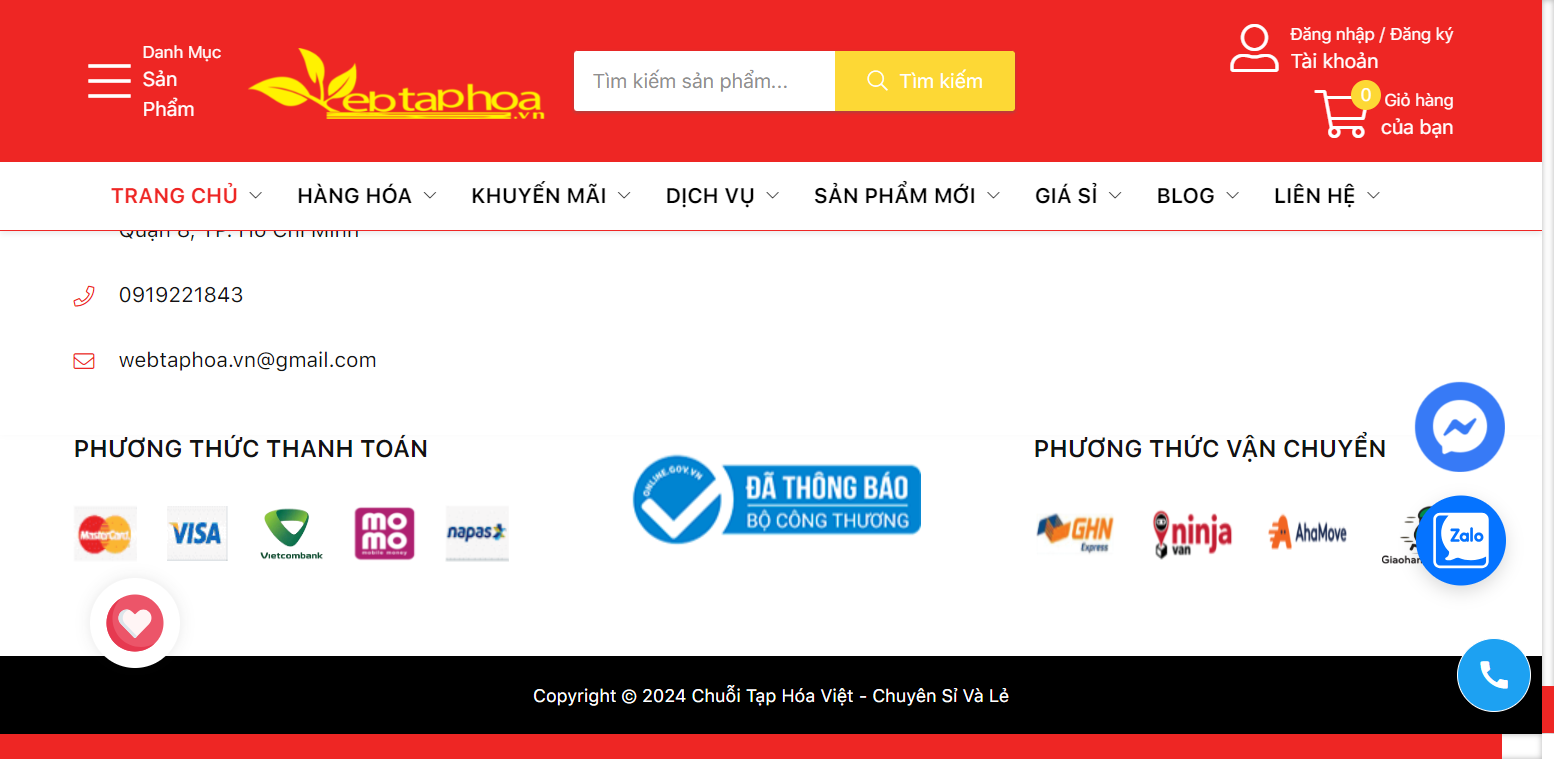 Danh Mục
Sản
Phẩm
Webtaphoa
.vn
Tìm kiếm sản phẩm...
Tìm kiếm
Đăng nhập / Đăng ký
Tài khoản
0
Giỏ hàng
của bạn
TRANG CHỦ
HÀNG HÓA
KHUYẾN MÃI
DỊCH VỤ
SẢN PHẨM MỚI
GIÁ SỈ
BLOG
LIÊN HỆ
Quận 8, TP. Hồ Chí Minh
0919221843
webtaphoa.vn@gmail.com
PHƯƠNG THỨC THANH TOÁN
MasterCard
VISA
Vietcombank
momo
mobile money
napas
ONLINE.GOV.VN
ĐÃ THÔNG BÁO
BỘ CÔNG THƯƠNG
PHƯƠNG THỨC VẬN CHUYỂN
GHN
Express
ninja
van
AhaMove
Giaohan
Zalo
Copyright © 2024 Chuỗi Tạp Hóa Việt - Chuyên Sỉ Và Lẻ